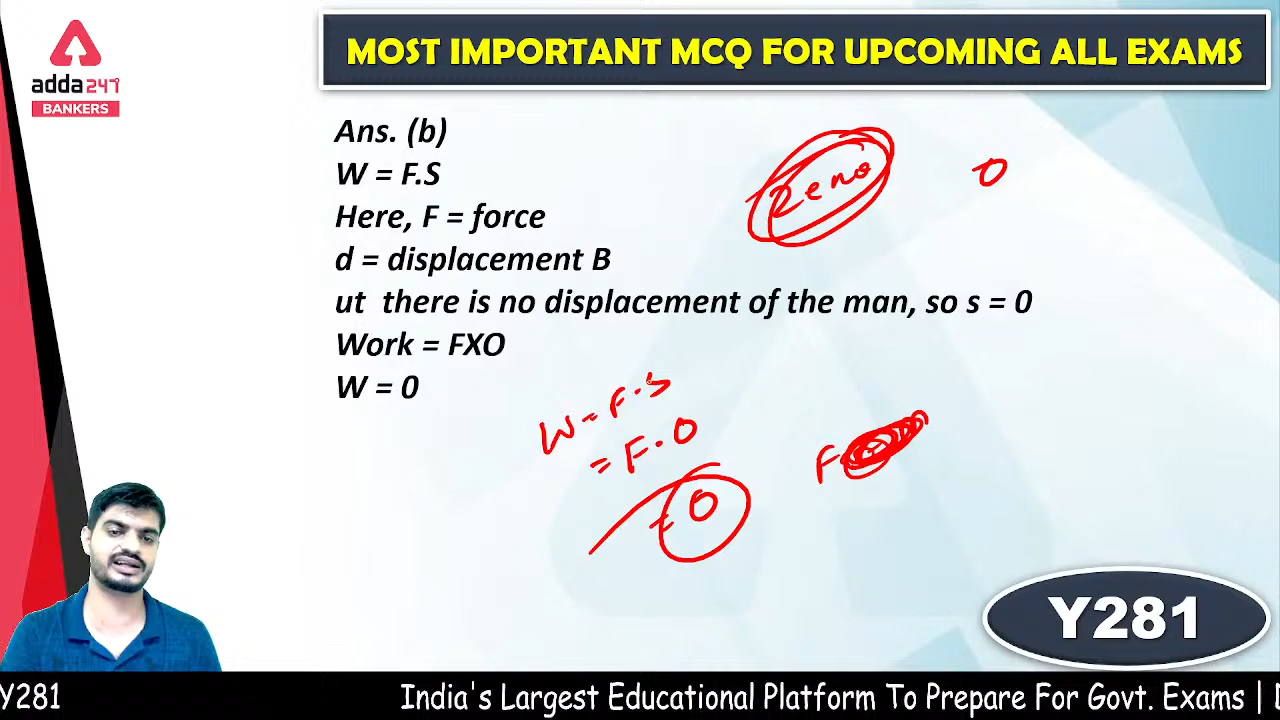 MOST IMPORTANT MCQ FOR UPCOMING ALL EXAMS
adda247
BANKERS
Ans. (b)
W = F.S
Here, F = force
d = displacement B
ut there is no displacement of the man, so s = 0
Work = FXO
W = 0
zero
0
W = F.S
= F.0
= 0
F
Y281
Y281
India's Largest Educational Platform To Prepare For Govt. Exams |